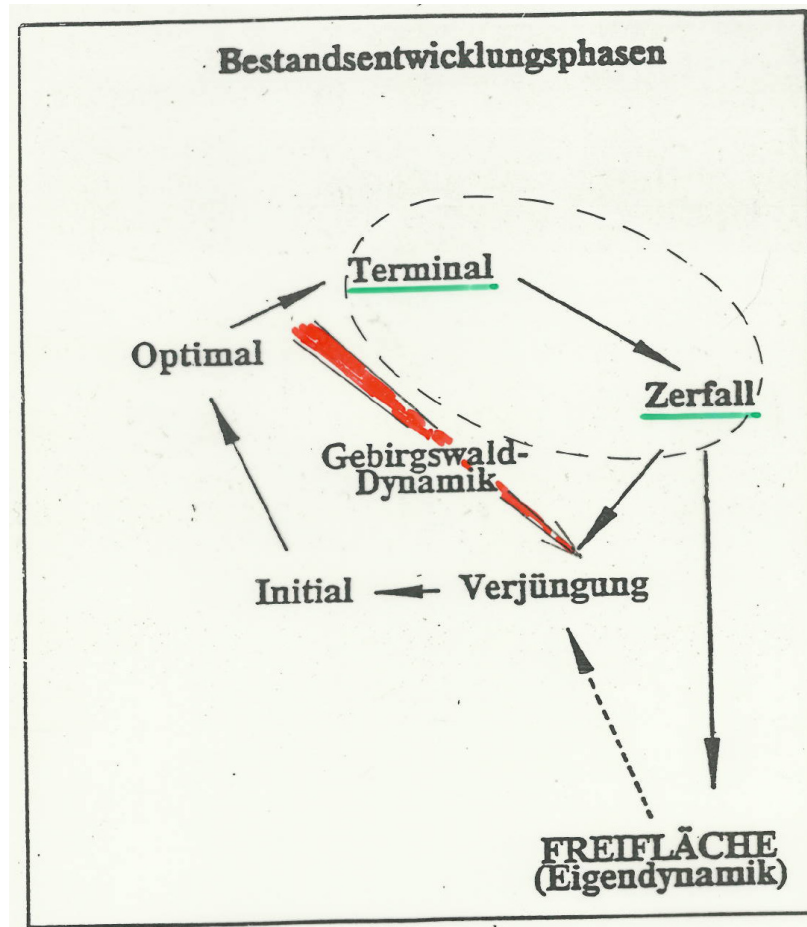 Bestandsentwicklungsphasen
Terminal
Optimal
Zerfall
Gebirgswald-
Dynamik
Initial
Verjüngung
FREIFLÄCHE
(Eigendynamik)